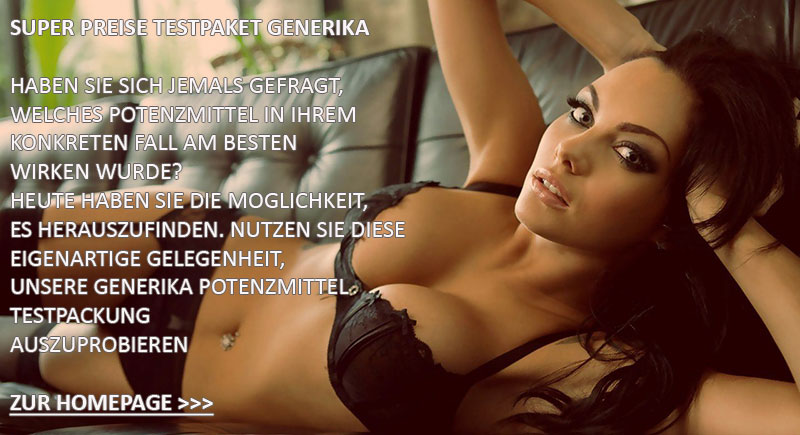 SUPER PREISE TESTPAKET GENERIKA
HABEN SIE SICH JEMALS GEFRAGT,
WELCHES POTENZMITTEL IN IHREM
KONKRETEN FALL AM BESTEN
WIRKEN WURDE?
HEUTE HABEN SIE DIE MOGLICHKEIT,
ES HERAUSZUFINDEN. NUTZEN SIE DIESE
EIGENARTIGE GELEGENHEIT,
UNSERE GENERIKA POTENZMITTEL
TESTPACKUNG
AUSZUPROBIEREN
ZUR HOMEPAGE >>>